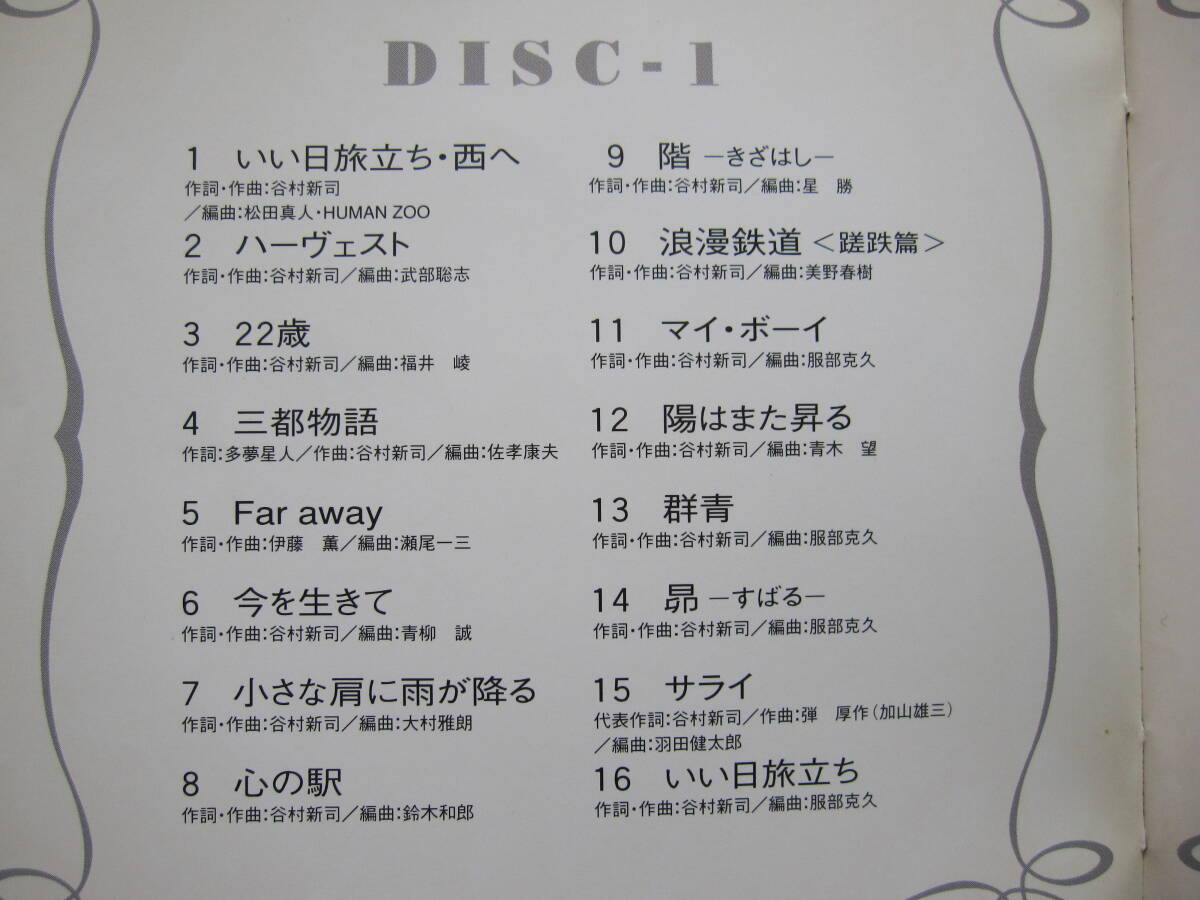 DISC-1
1 いい日旅立ち・西へ
作詞・作曲:谷村新司
／編曲:松田真人・HUMAN ZOO
2 ハーヴェスト
作詞・作曲:谷村新司／編曲:武部聡志
3 22歳
作詞・作曲:谷村新司／編曲:福井 崚
4 三都物語
作詞:多夢星人／作曲:谷村新司／編曲:佐孝康夫
5 Far away
作詞・作曲:伊藤 薫／編曲:瀬尾一三
6 今を生きて
作詞・作曲:谷村新司／編曲:青柳 誠
7 小さな肩に雨が降る
作詞・作曲:谷村新司／編曲:大村雅朗
8 心の駅
作詞・作曲:谷村新司／編曲:鈴木和郎
9 階 ―きざはし―
作詞・作曲:谷村新司／編曲:星 勝
10 浪漫鉄道 ＜蹉跌篇＞
作詞・作曲:谷村新司／編曲:美野春樹
11 マイ・ボーイ
作詞・作曲:谷村新司／編曲:服部克久
12 陽はまた昇る
作詞・作曲:谷村新司／編曲:青木 望
13 群青
作詞・作曲:谷村新司／編曲:服部克久
14 昴 ―すばる―
作詞・作曲:谷村新司／編曲:服部克久
15 サライ
代表作詞:谷村新司／作曲:弾 厚作(加山雄三)
／編曲:羽田健太郎
16 いい日旅立ち
作詞・作曲:谷村新司／編曲:服部克久